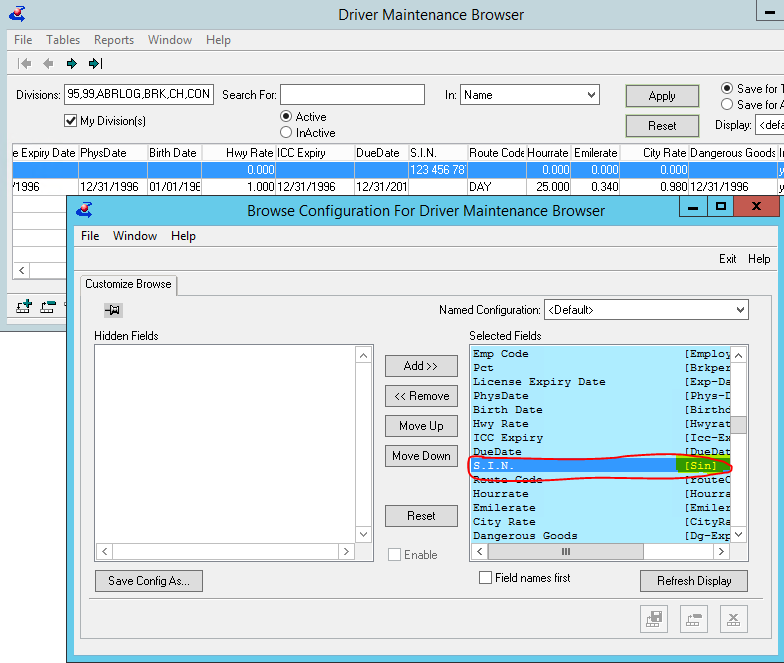 Driver Maintenance Browser
File Tables Reports Window Help
Divisions: 95,99,ABRLOG,BRK,CH,CON Search For: In: Name Apply Save for
My Division(s) Active Save for
InActive Reset Display: <def
e Expiry Date PhysDate Birth Date Hwy Rate ICC Expiry DueDate S.I.N. Route Code Hourrate Emilerate City Rate Dangerous Goods
0.000 123 456 78 0.000 0.000 0.000
/1996 12/31/1996 01/01/196 1.000 12/31/1996 12/31/201 DAY 25.000 0.340 0.980 12/31/1996
Browse Configuration For Driver Maintenance Browser
File Window Help
Exit Help
Customize Browse
Named Configuration: <Default>
Hidden Fields Selected Fields
Emp Code [Employ
Pct [Brkper
Add >>
License Expiry Date [Exp-Da
PhysDate [Phys-D
<< Remove
Birth Date [Birthd
Hwy Rate [Hwyrat
Move Up
ICC Expiry [Icc-Ex
DueDate [DueDat
Move Down
S.I.N. [Sin]
Route Code [routeC
Hourrate [Hourra
Emilerate [Emiler
Reset
City Rate [CityRa
Dangerous Goods [Dg-Exp
Enable
Save Config As... Field names first Refresh Display